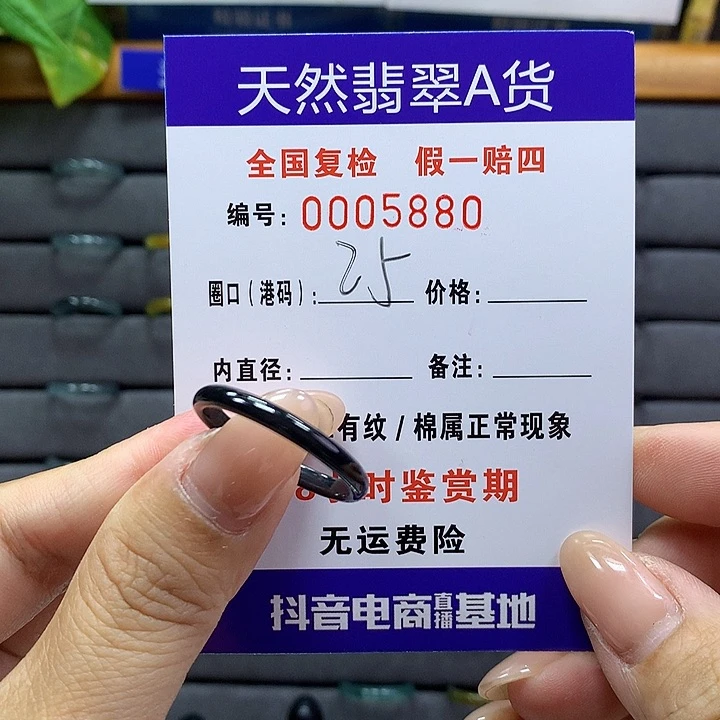 天然翡翠A货
全国复检 假一赔四
编号: 0005880
圈口(港码): 25 价格:
内直径: 备注:
有纹/棉属正常现象
时鉴赏期
无运费险
抖音电商直播基地